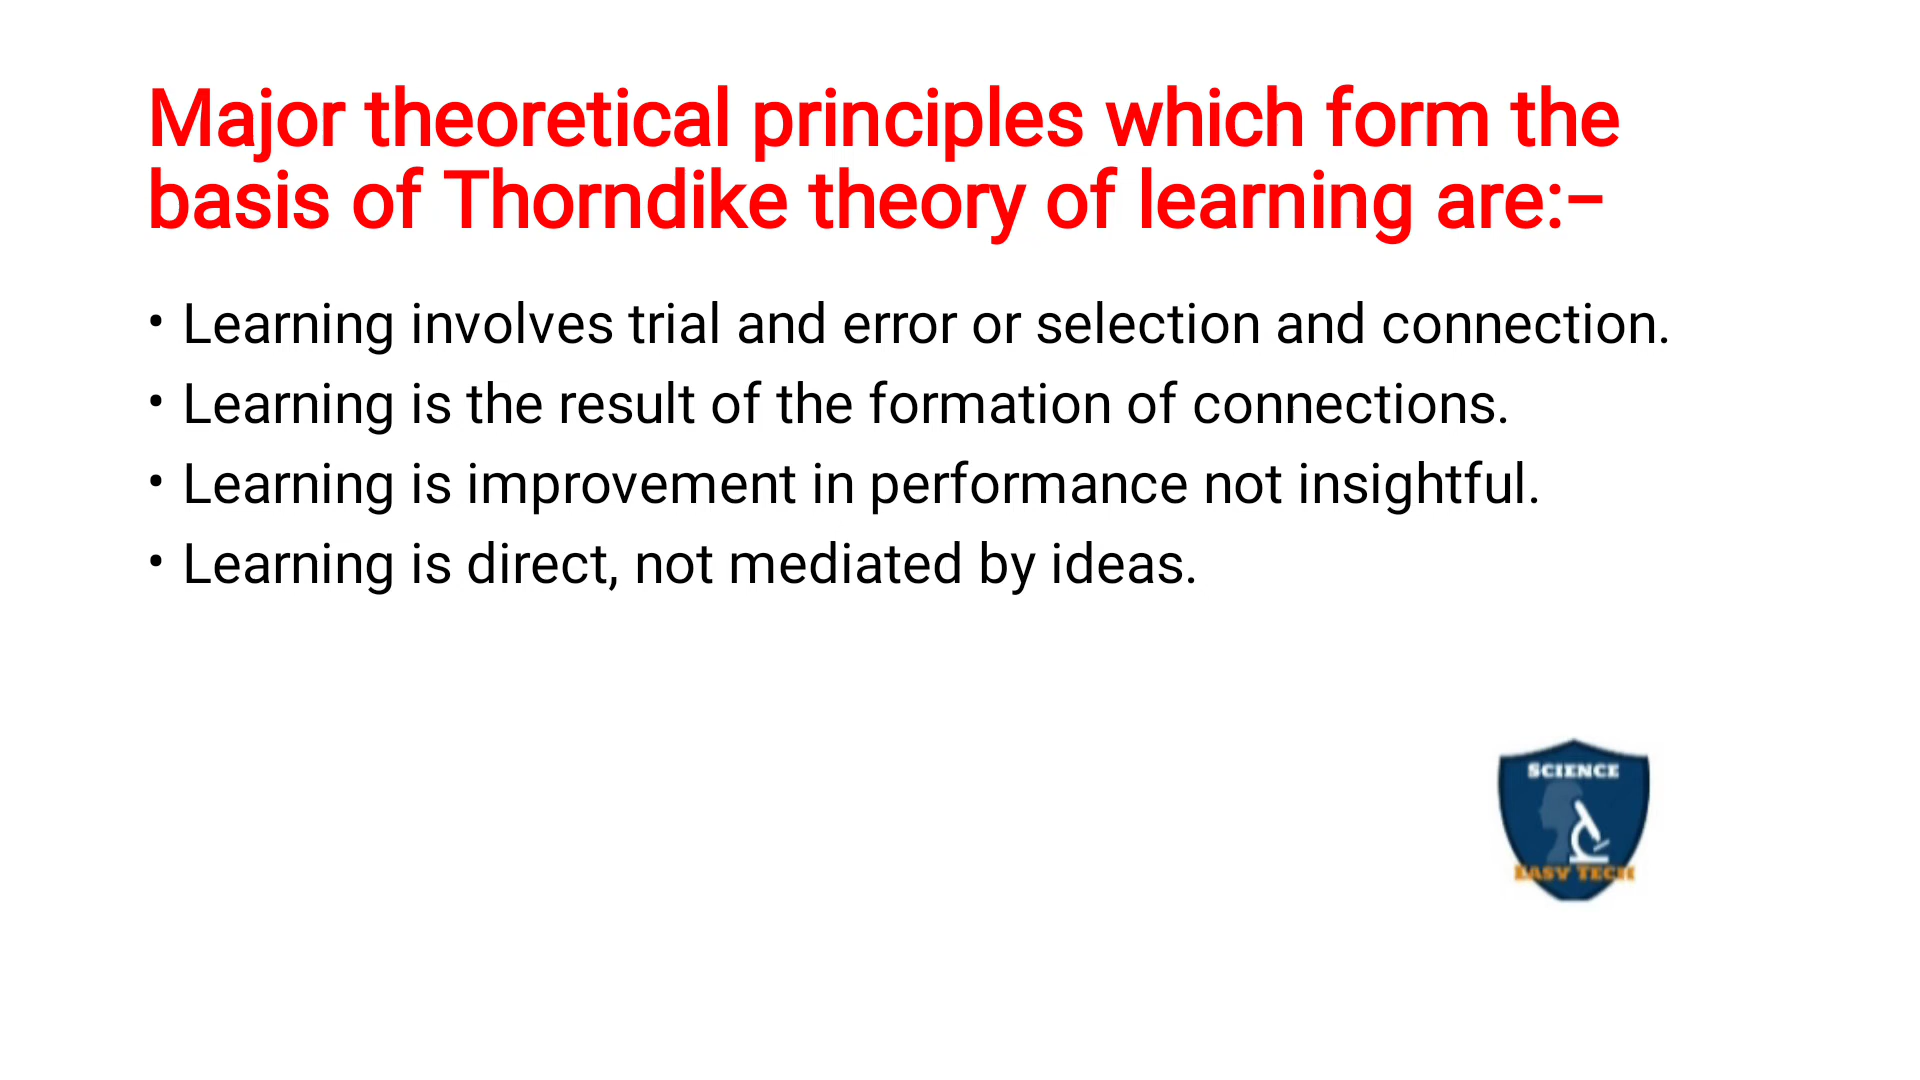 Major theoretical principles which form the
basis of Thorndike theory of learning are:–
• Learning involves trial and error or selection and connection.
• Learning is the result of the formation of connections.
• Learning is improvement in performance not insightful.
• Learning is direct, not mediated by ideas.
SCIENCE
EASY TECH